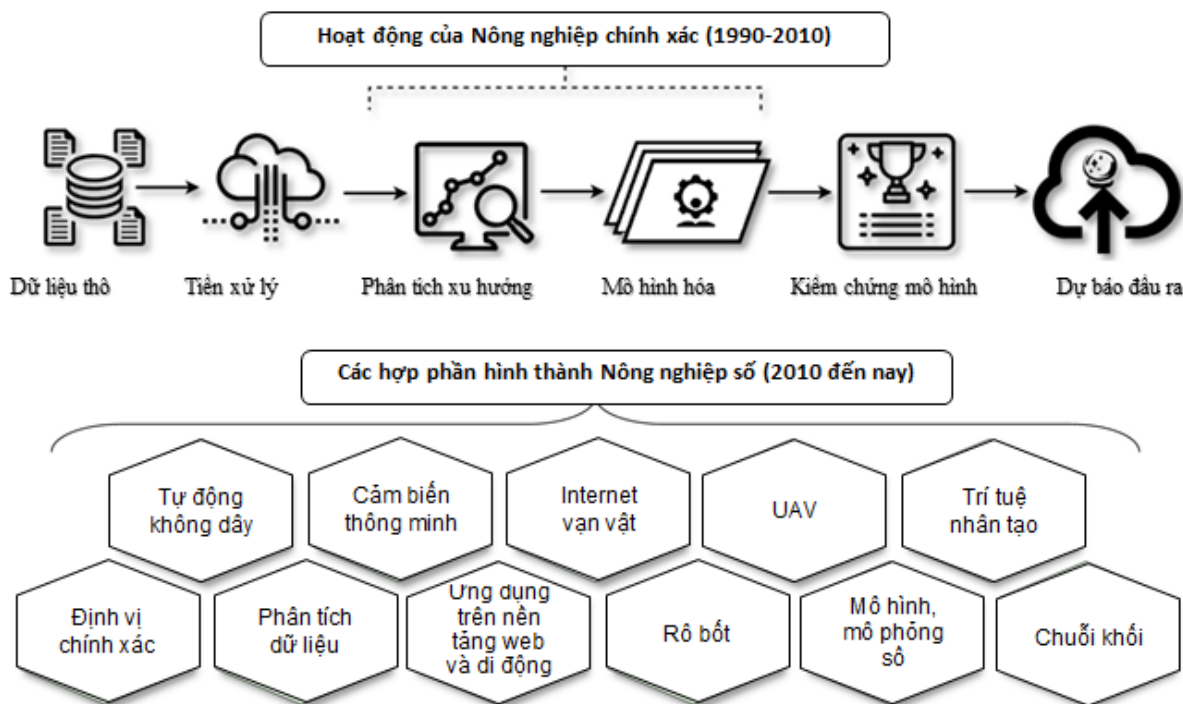 Hoạt động của Nông nghiệp chính xác (1990-2010)
Dữ liệu thô
Tiền xử lý
Phân tích xu hướng
Mô hình hóa
Kiểm chứng mô hình
Dự báo đầu ra
Các hợp phần hình thành Nông nghiệp số (2010 đến nay)
Tự động
không dây
Cảm biến
thông minh
Internet
vạn vật
UAV
Trí tuệ
nhân tạo
Định vị
chính xác
Phân tích
dữ liệu
Ứng dụng
trên nền
tảng web
và di động
Rô bốt
Mô hình,
mô phỏng
số
Chuỗi khối